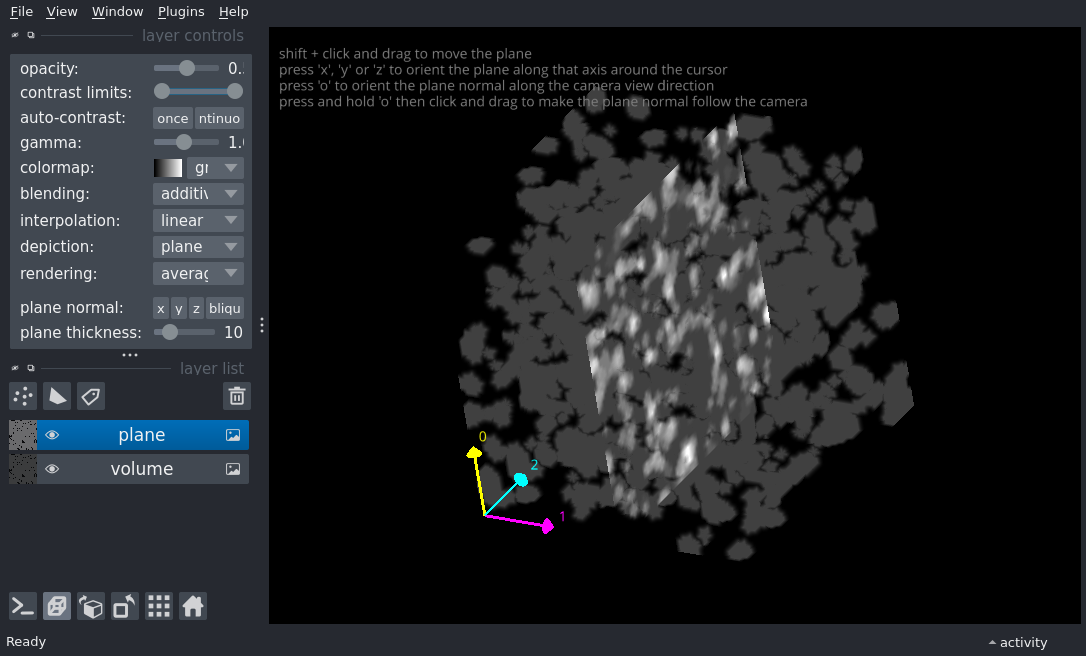 File View Window Plugins Help
layer controls
shift + click and drag to move the plane
press 'x', 'y' or 'z' to orient the plane along that axis around the cursor
press 'o' to orient the plane normal along the camera view direction
press and hold 'o' then click and drag to make the plane normal follow the camera
opacity: 0.
contrast limits:
auto-contrast: once ntinuo
gamma: 1.
colormap: gr
blending: additiv
interpolation: linear
depiction: plane
rendering: averag
plane normal: x y z bliqu
plane thickness: 10
layer list
plane
volume
0
2
1
Ready
activity